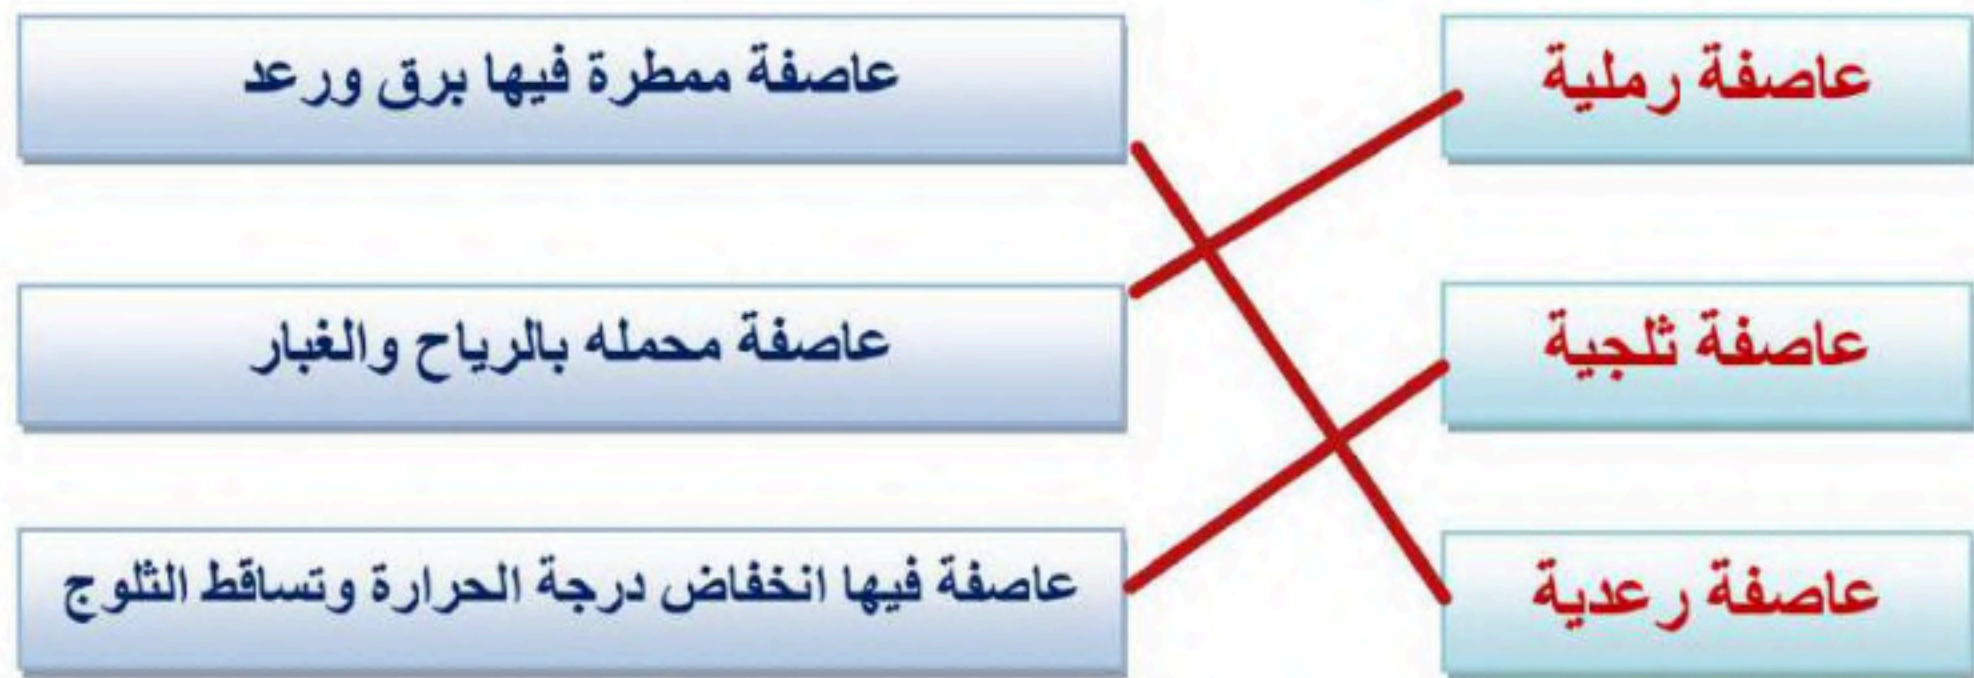 عاصفة رملية
عاصفة ممطرة فيها برق ورعد
عاصفة ثلجية
عاصفة محمله بالرياح والغبار
عاصفة رعدية
عاصفة فيها انخفاض درجة الحرارة وتساقط الثلوج